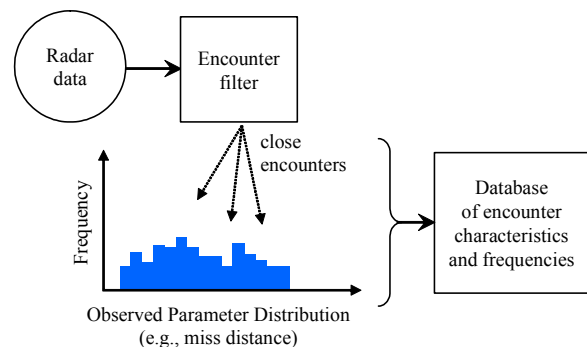 Radar
data
Encounter
filter
close
encounters
Frequency
Database
of encounter
characteristics
and frequencies
Observed Parameter Distribution
(e.g., miss distance)